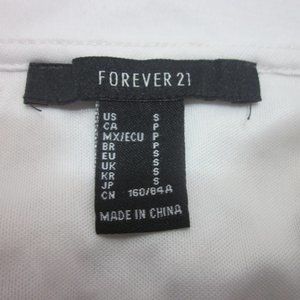 FOREVER 21
US S
CA P
MX/ECU P
BR P
EU S
UK S
KR S
JP S
CN 160/84A
MADE IN CHINA